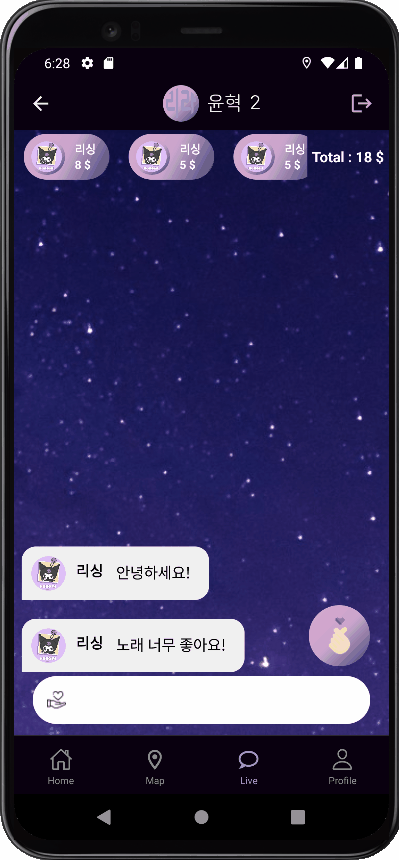 6:28
윤혁 2
리싱
8 $
리싱
5 $
리싱
5 $
Total : 18 $
리싱 안녕하세요!
리싱 노래 너무 좋아요!
Home
Map
Live
Profile